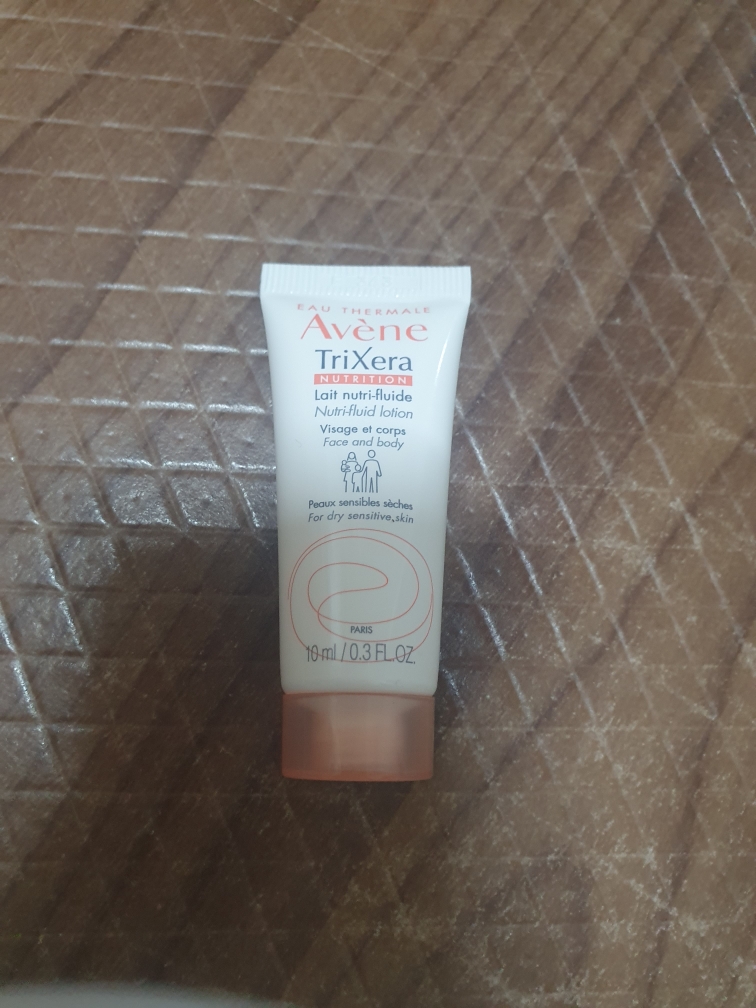 EAU THERMALE
Avène
TriXera
NUTRITION
Lait nutri-fluide
Nutri-fluid lotion
Visage et corps
Face and body
Peaux sensibles sèches
For dry sensitive skin
PARIS
10 ml / 0.3 FL.OZ.